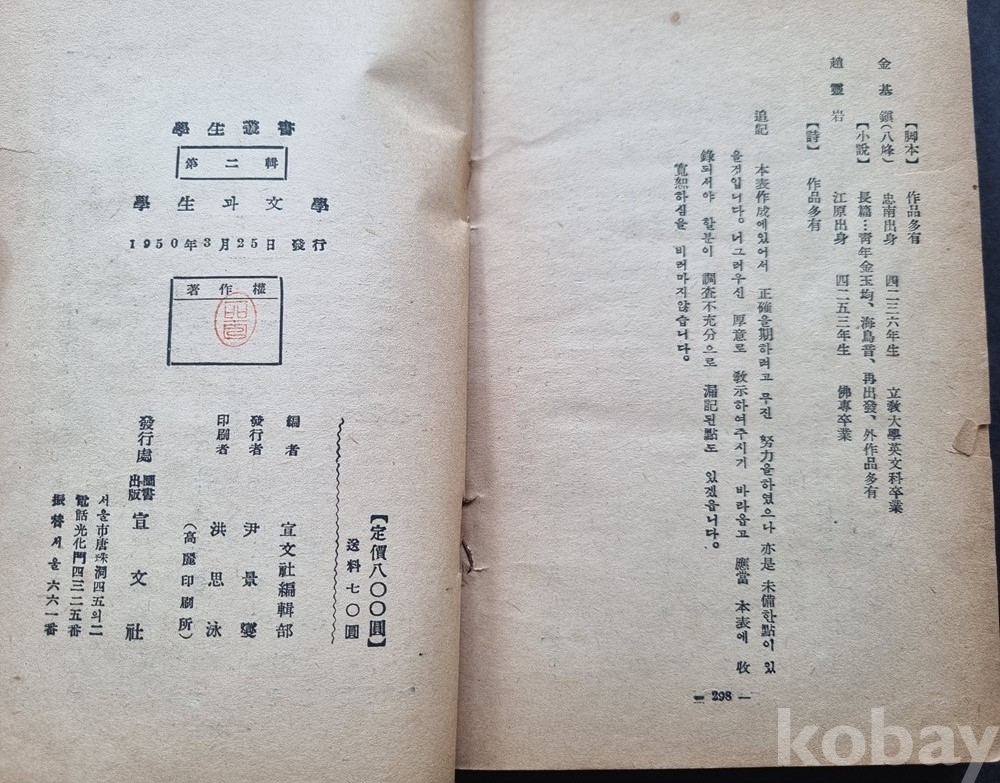 【脚本】 作品多有
金基鎭(八峰) 忠南出身 四二三六年生 立敎大學英文科卒業
【小說】 長篇…靑年金玉均、海鳥音、再出發、外作品多有
趙靈岩 江原出身 四二五三年生 佛專卒業
【詩】 作品多有
追記 本表作成에있어서 正確을期하려고 무진 努力을하였으나 亦是 未備한點이 있
을것입니다。너그러우신 厚意로 敎示하여주시기 바라옵고 應當 本表에 收
錄되서야 할분이 調査不充分으로 漏記된點도 있겠읍니다。
寬恕하심을 비러마지않습니다。
― 298 ―
學生叢書
第二輯
學生과文學
1950年3月25日 發行
著作權
【定價八〇〇圓】
送料七〇圓
編者 宣文社編輯部
發行者 尹景燮
印刷者 洪思泳
(高麗印刷所)
發行處 圖書出版 宣文社
서울市唐珠洞四五의二
電話光化門④三二五番
振替서울六六一番
kobay